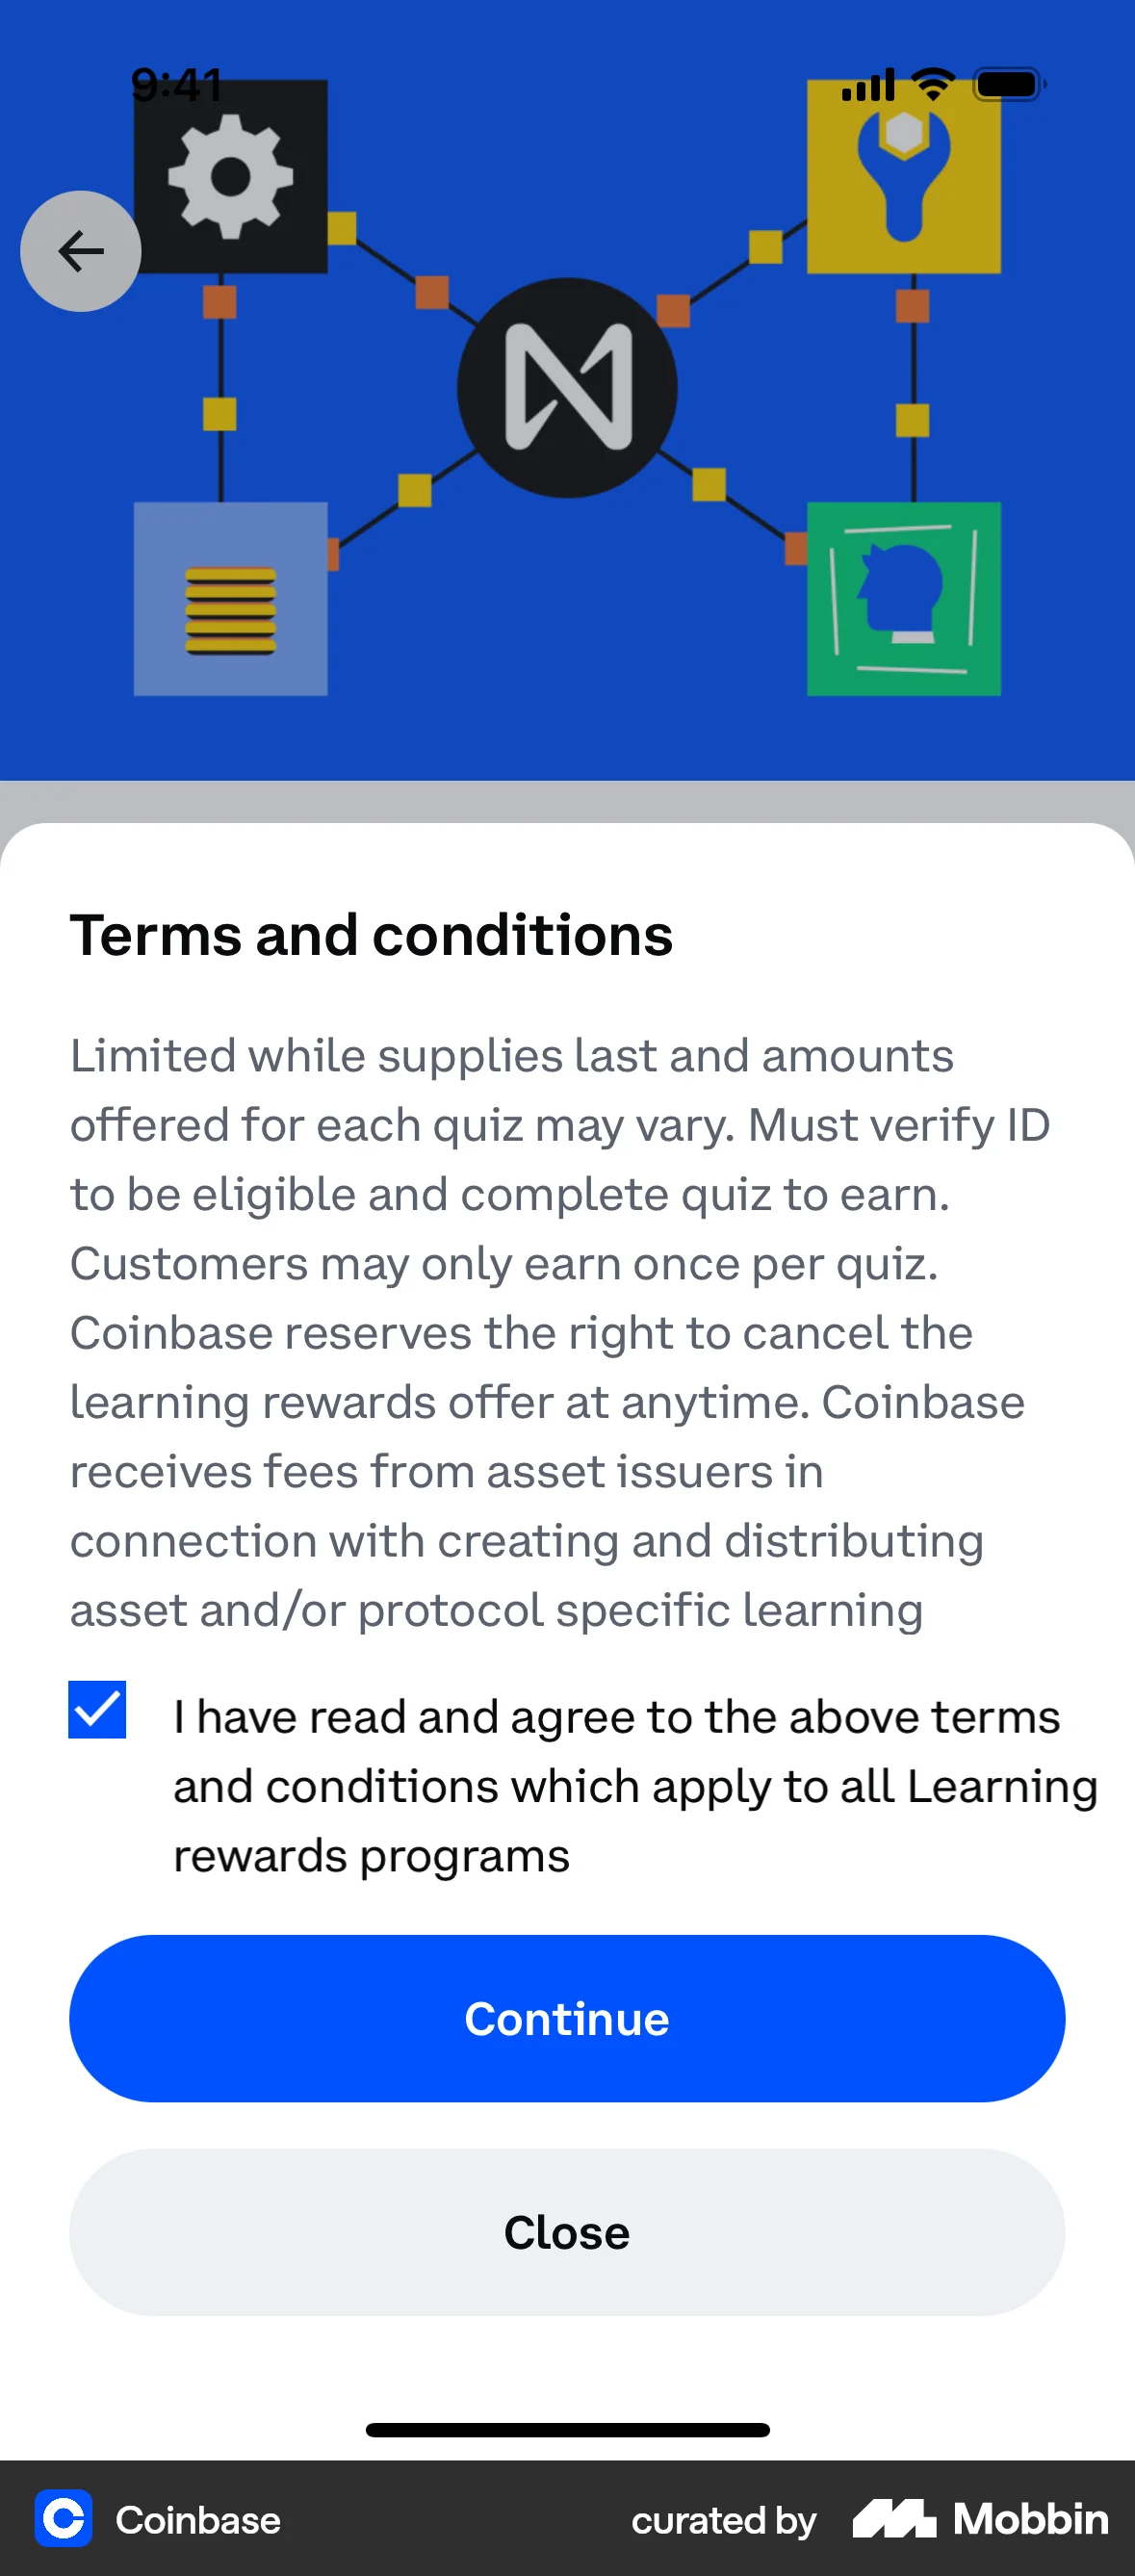 9:41
Terms and conditions
Limited while supplies last and amounts
offered for each quiz may vary. Must verify ID
to be eligible and complete quiz to earn.
Customers may only earn once per quiz.
Coinbase reserves the right to cancel the
learning rewards offer at anytime. Coinbase
receives fees from asset issuers in
connection with creating and distributing
asset and/or protocol specific learning
I have read and agree to the above terms
and conditions which apply to all Learning
rewards programs
Continue
Close
Coinbase
curated by Mobbin